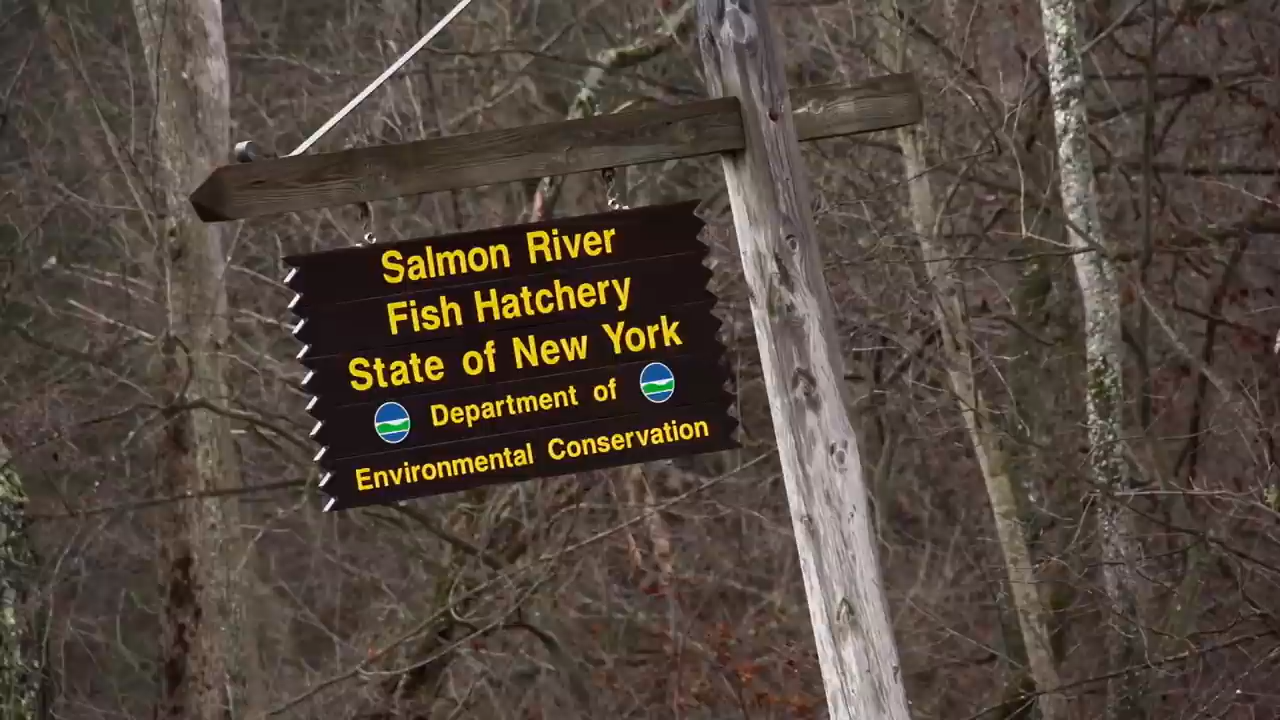 Salmon River
Fish Hatchery
State of New York
Department of
Environmental Conservation